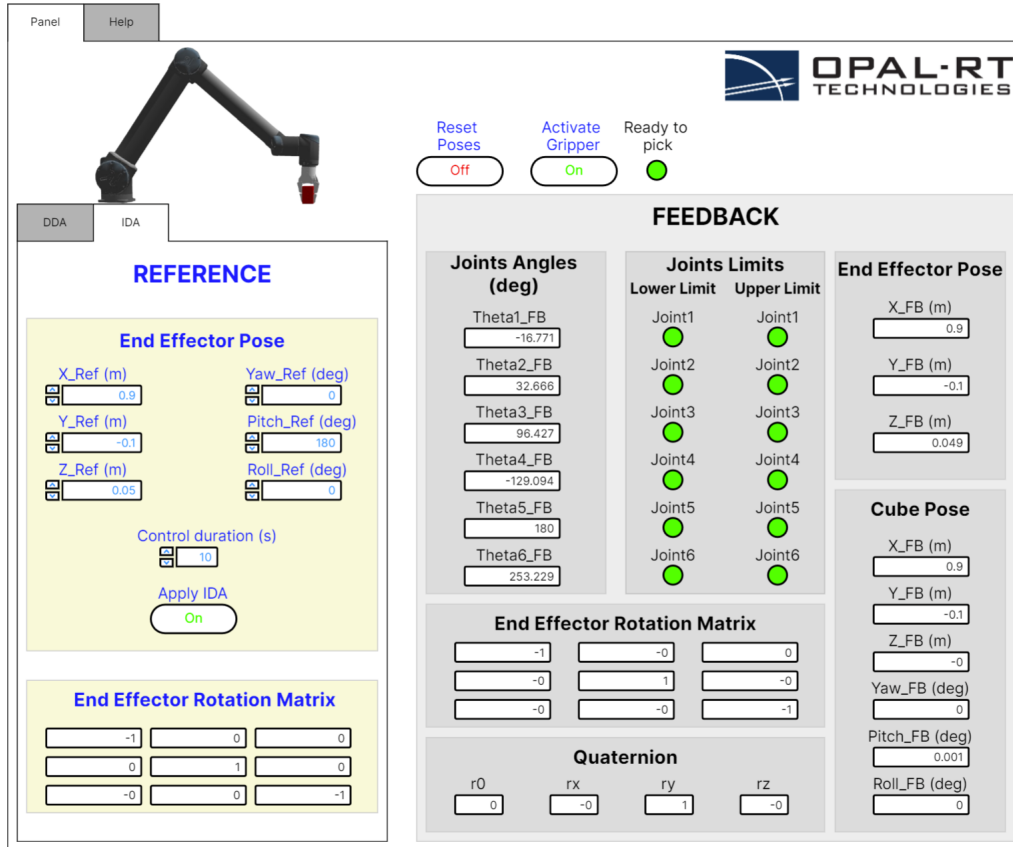 Panel
Help
OPAL-RT
TECHNOLOGIES
Reset
Poses
Off
Activate
Gripper
On
Ready to
pick
DDA
IDA
REFERENCE
End Effector Pose
X_Ref (m)
0.9
Yaw_Ref (deg)
0
Y_Ref (m)
-0.1
Pitch_Ref (deg)
180
Z_Ref (m)
0.05
Roll_Ref (deg)
0
Control duration (s)
10
Apply IDA
On
End Effector Rotation Matrix
-1 0 0
0 1 0
-0 0 -1
FEEDBACK
Joints Angles
(deg)
Theta1_FB
-16.771
Theta2_FB
32.666
Theta3_FB
96.427
Theta4_FB
-129.094
Theta5_FB
180
Theta6_FB
253.229
Joints Limits
Lower Limit Upper Limit
Joint1 Joint1
Joint2 Joint2
Joint3 Joint3
Joint4 Joint4
Joint5 Joint5
Joint6 Joint6
End Effector Pose
X_FB (m)
0.9
Y_FB (m)
-0.1
Z_FB (m)
0.049
End Effector Rotation Matrix
-1 -0 0
-0 1 -0
-0 -0 -1
Quaternion
r0 rx ry rz
0 -0 1 -0
Cube Pose
X_FB (m)
0.9
Y_FB (m)
-0.1
Z_FB (m)
-0
Yaw_FB (deg)
0
Pitch_FB (deg)
0.001
Roll_FB (deg)
0